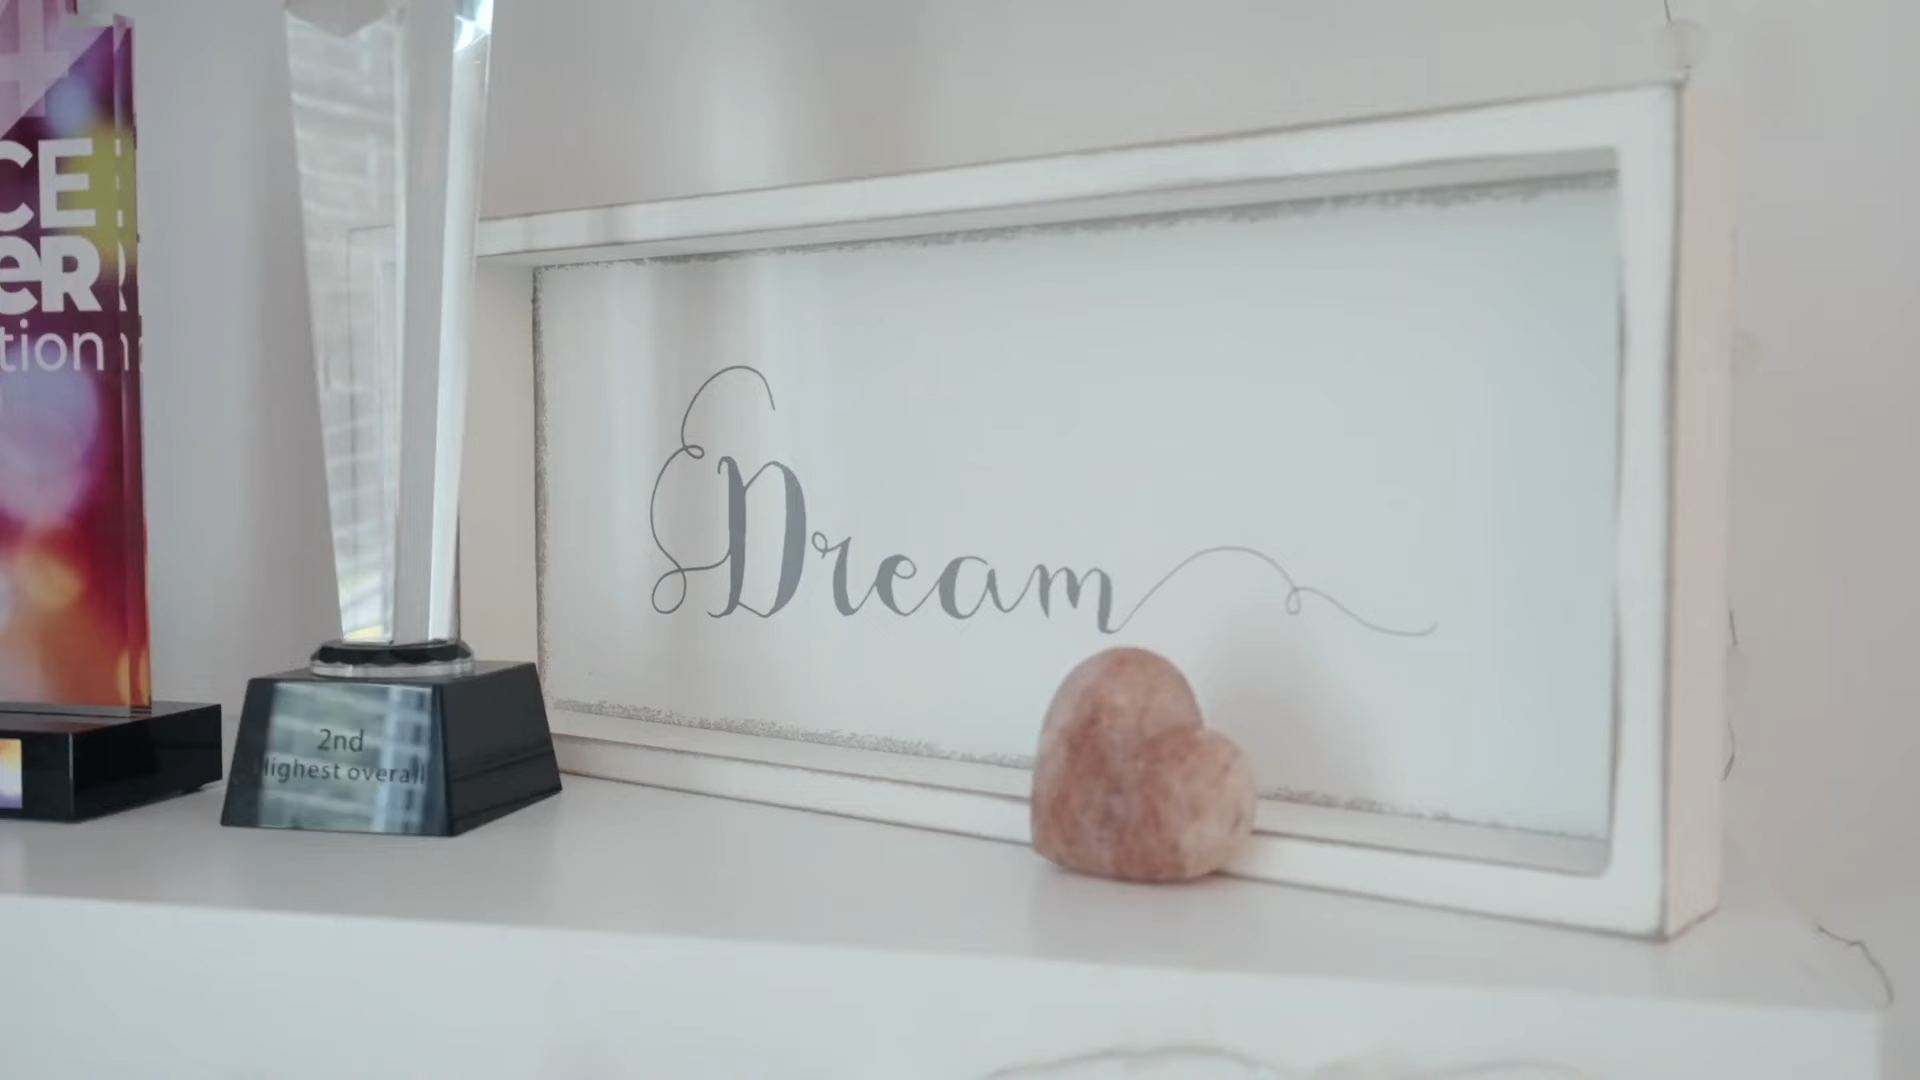 CE
eR
tion
2nd
Highest overall
Dream